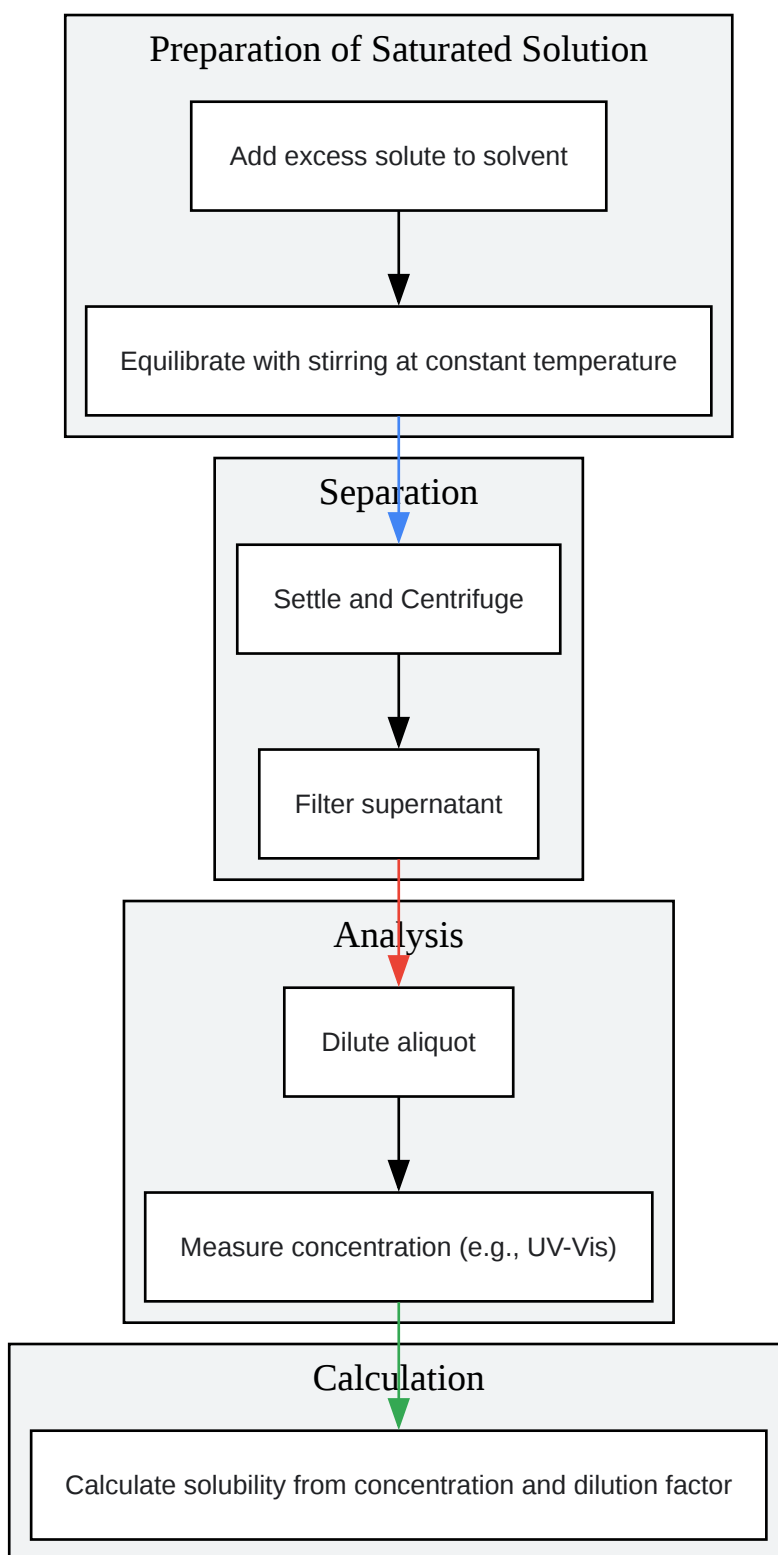 Preparation of Saturated Solution
Add excess solute to solvent
Equilibrate with stirring at constant temperature
Separation
Settle and Centrifuge
Filter supernatant
Analysis
Dilute aliquot
Measure concentration (e.g., UV-Vis)
Calculation
Calculate solubility from concentration and dilution factor